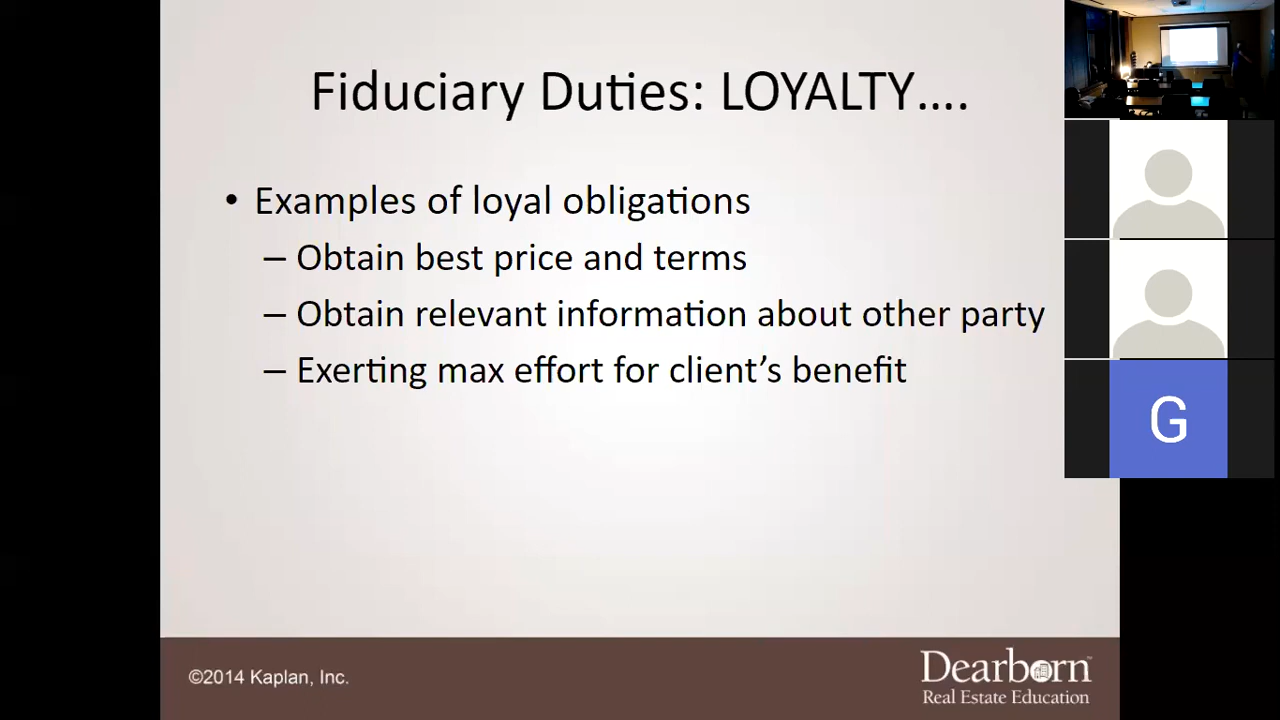 Fiduciary Duties: LOYALTY....
• Examples of loyal obligations
– Obtain best price and terms
– Obtain relevant information about other party
– Exerting max effort for client’s benefit
G
©2014 Kaplan, Inc.
Dearborn™
Real Estate Education